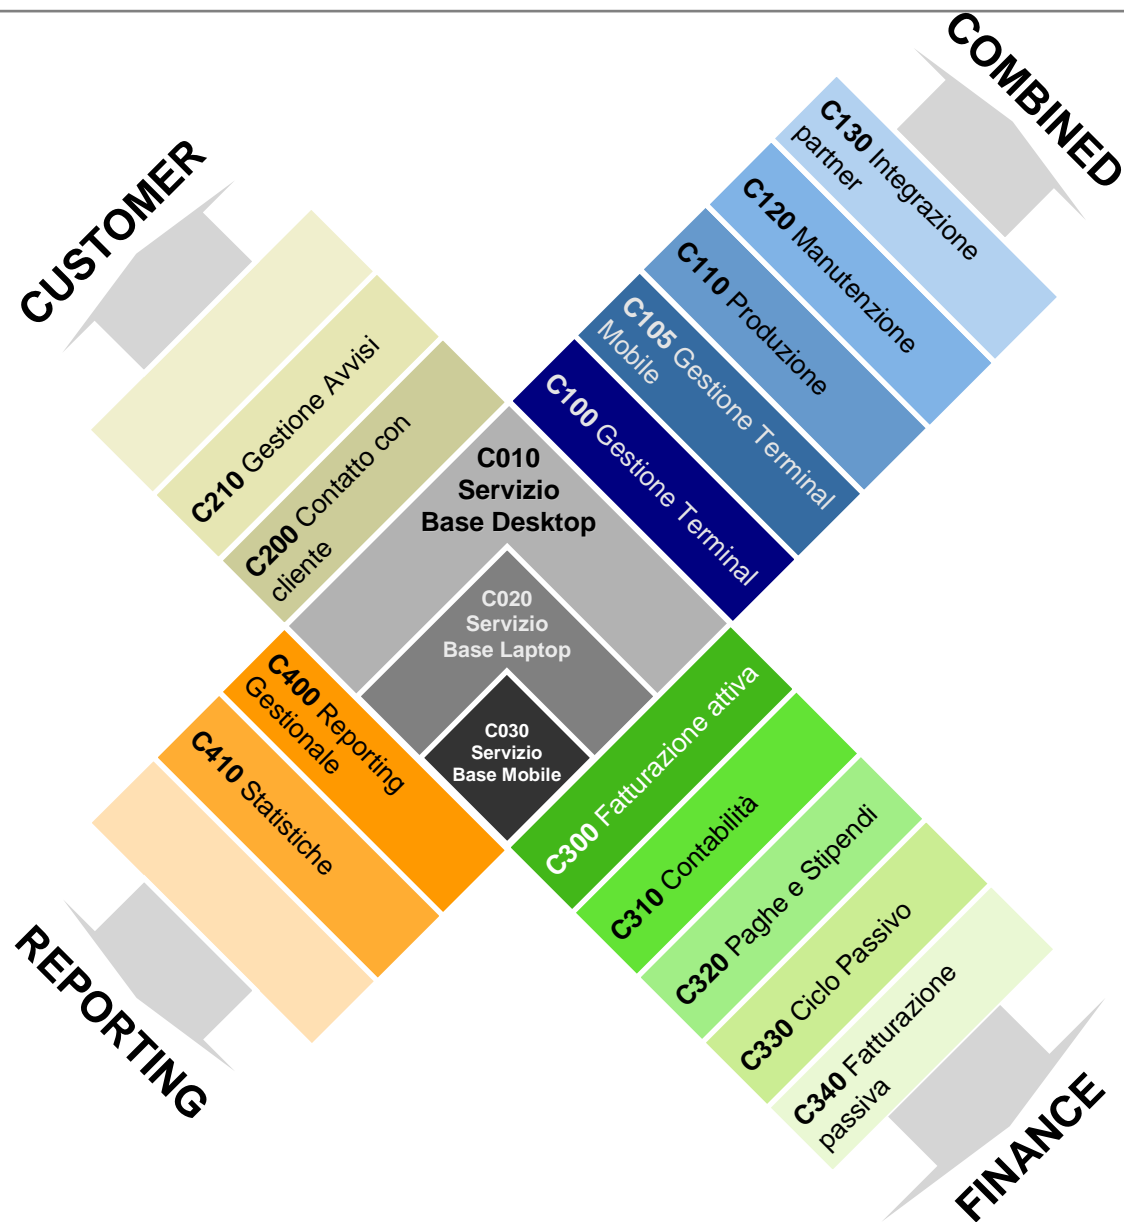 COMBINED
C130 Integrazione
partner
C120 Manutenzione
C110 Produzione
C105 Gestione Terminal
Mobile
C100 Gestione Terminal
CUSTOMER
C210 Gestione Avvisi
C200 Contatto con
cliente
C010
Servizio
Base Desktop
C020
Servizio
Base Laptop
C030
Servizio
Base Mobile
C400 Reporting
Gestionale
C410 Statistiche
REPORTING
C300 Fatturazione attiva
C310 Contabilità
C320 Paghe e Stipendi
C330 Ciclo Passivo
C340 Fatturazione
passiva
FINANCE